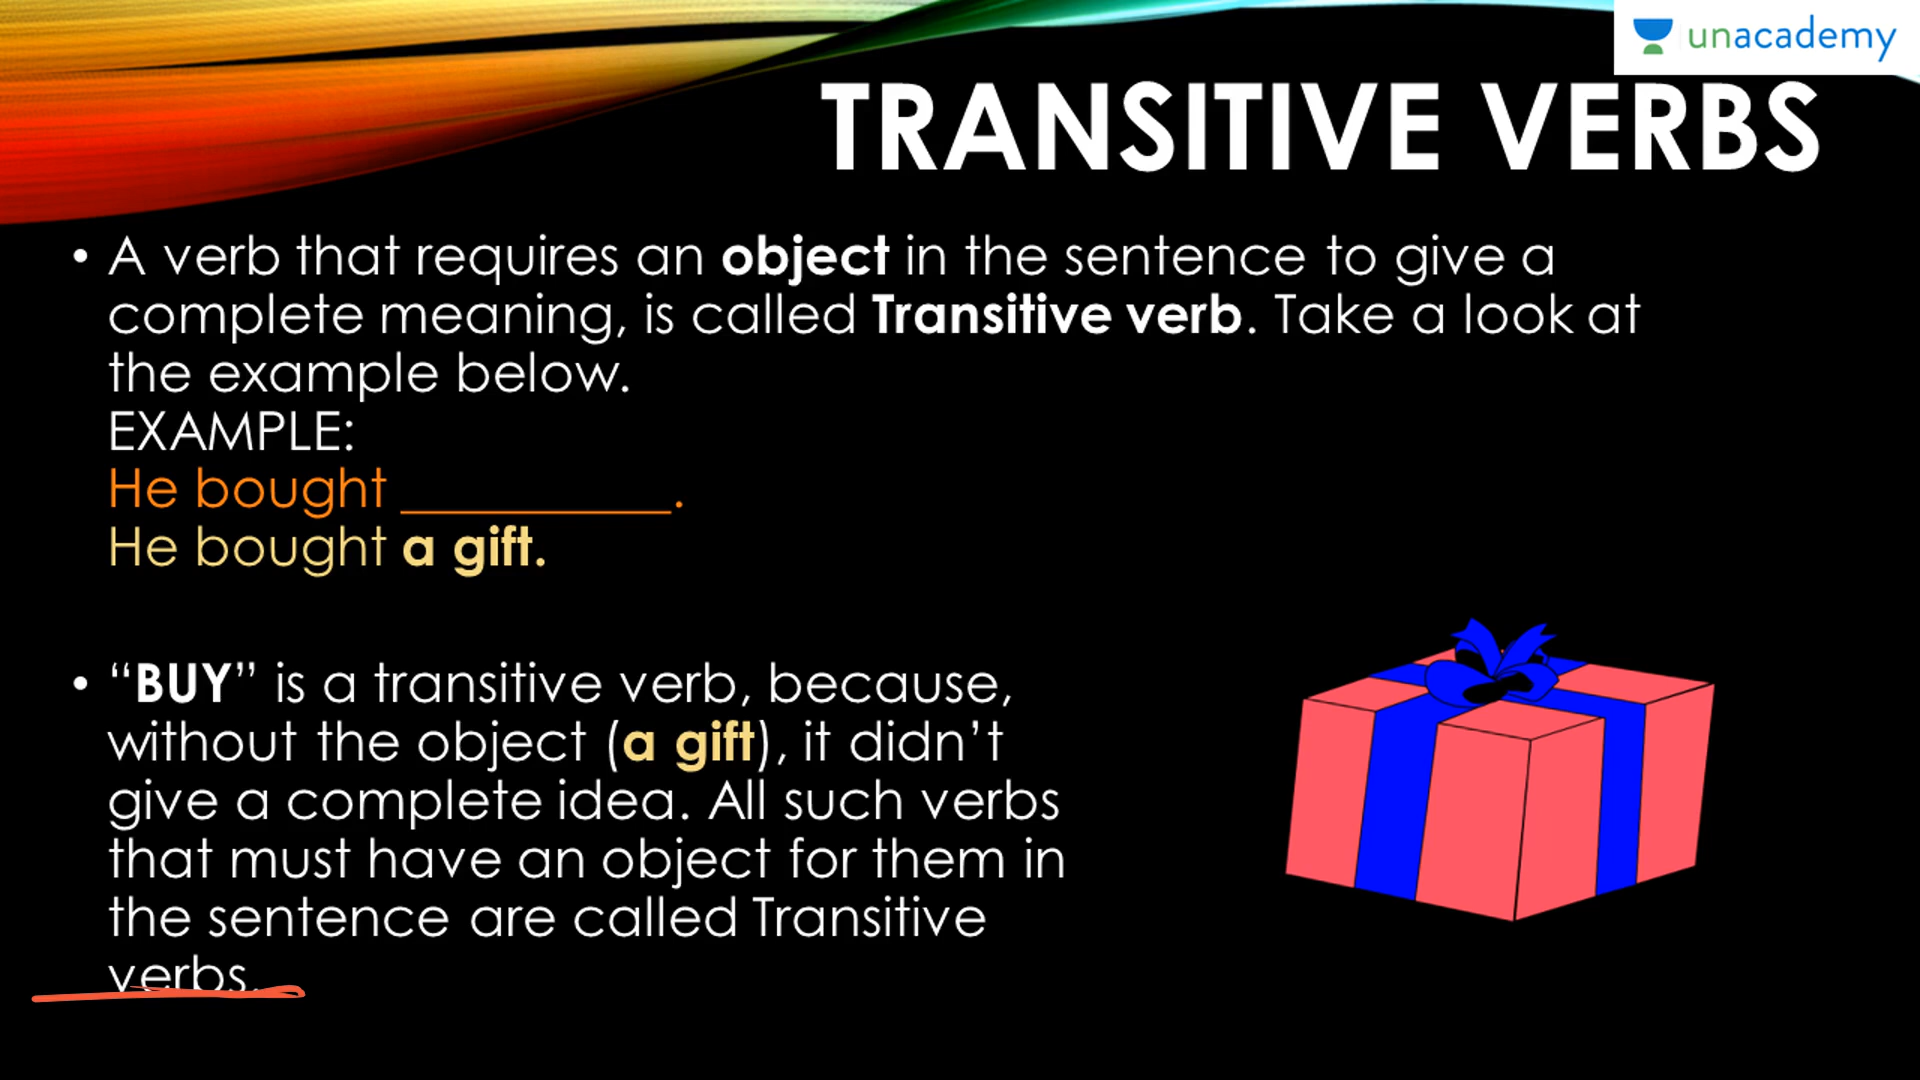 unacademy
TRANSITIVE VERBS
• A verb that requires an object in the sentence to give a
complete meaning, is called Transitive verb. Take a look at
the example below.
EXAMPLE:
He bought __________.
He bought a gift.
• “BUY” is a transitive verb, because,
without the object (a gift), it didn’t
give a complete idea. All such verbs
that must have an object for them in
the sentence are called Transitive
verbs.